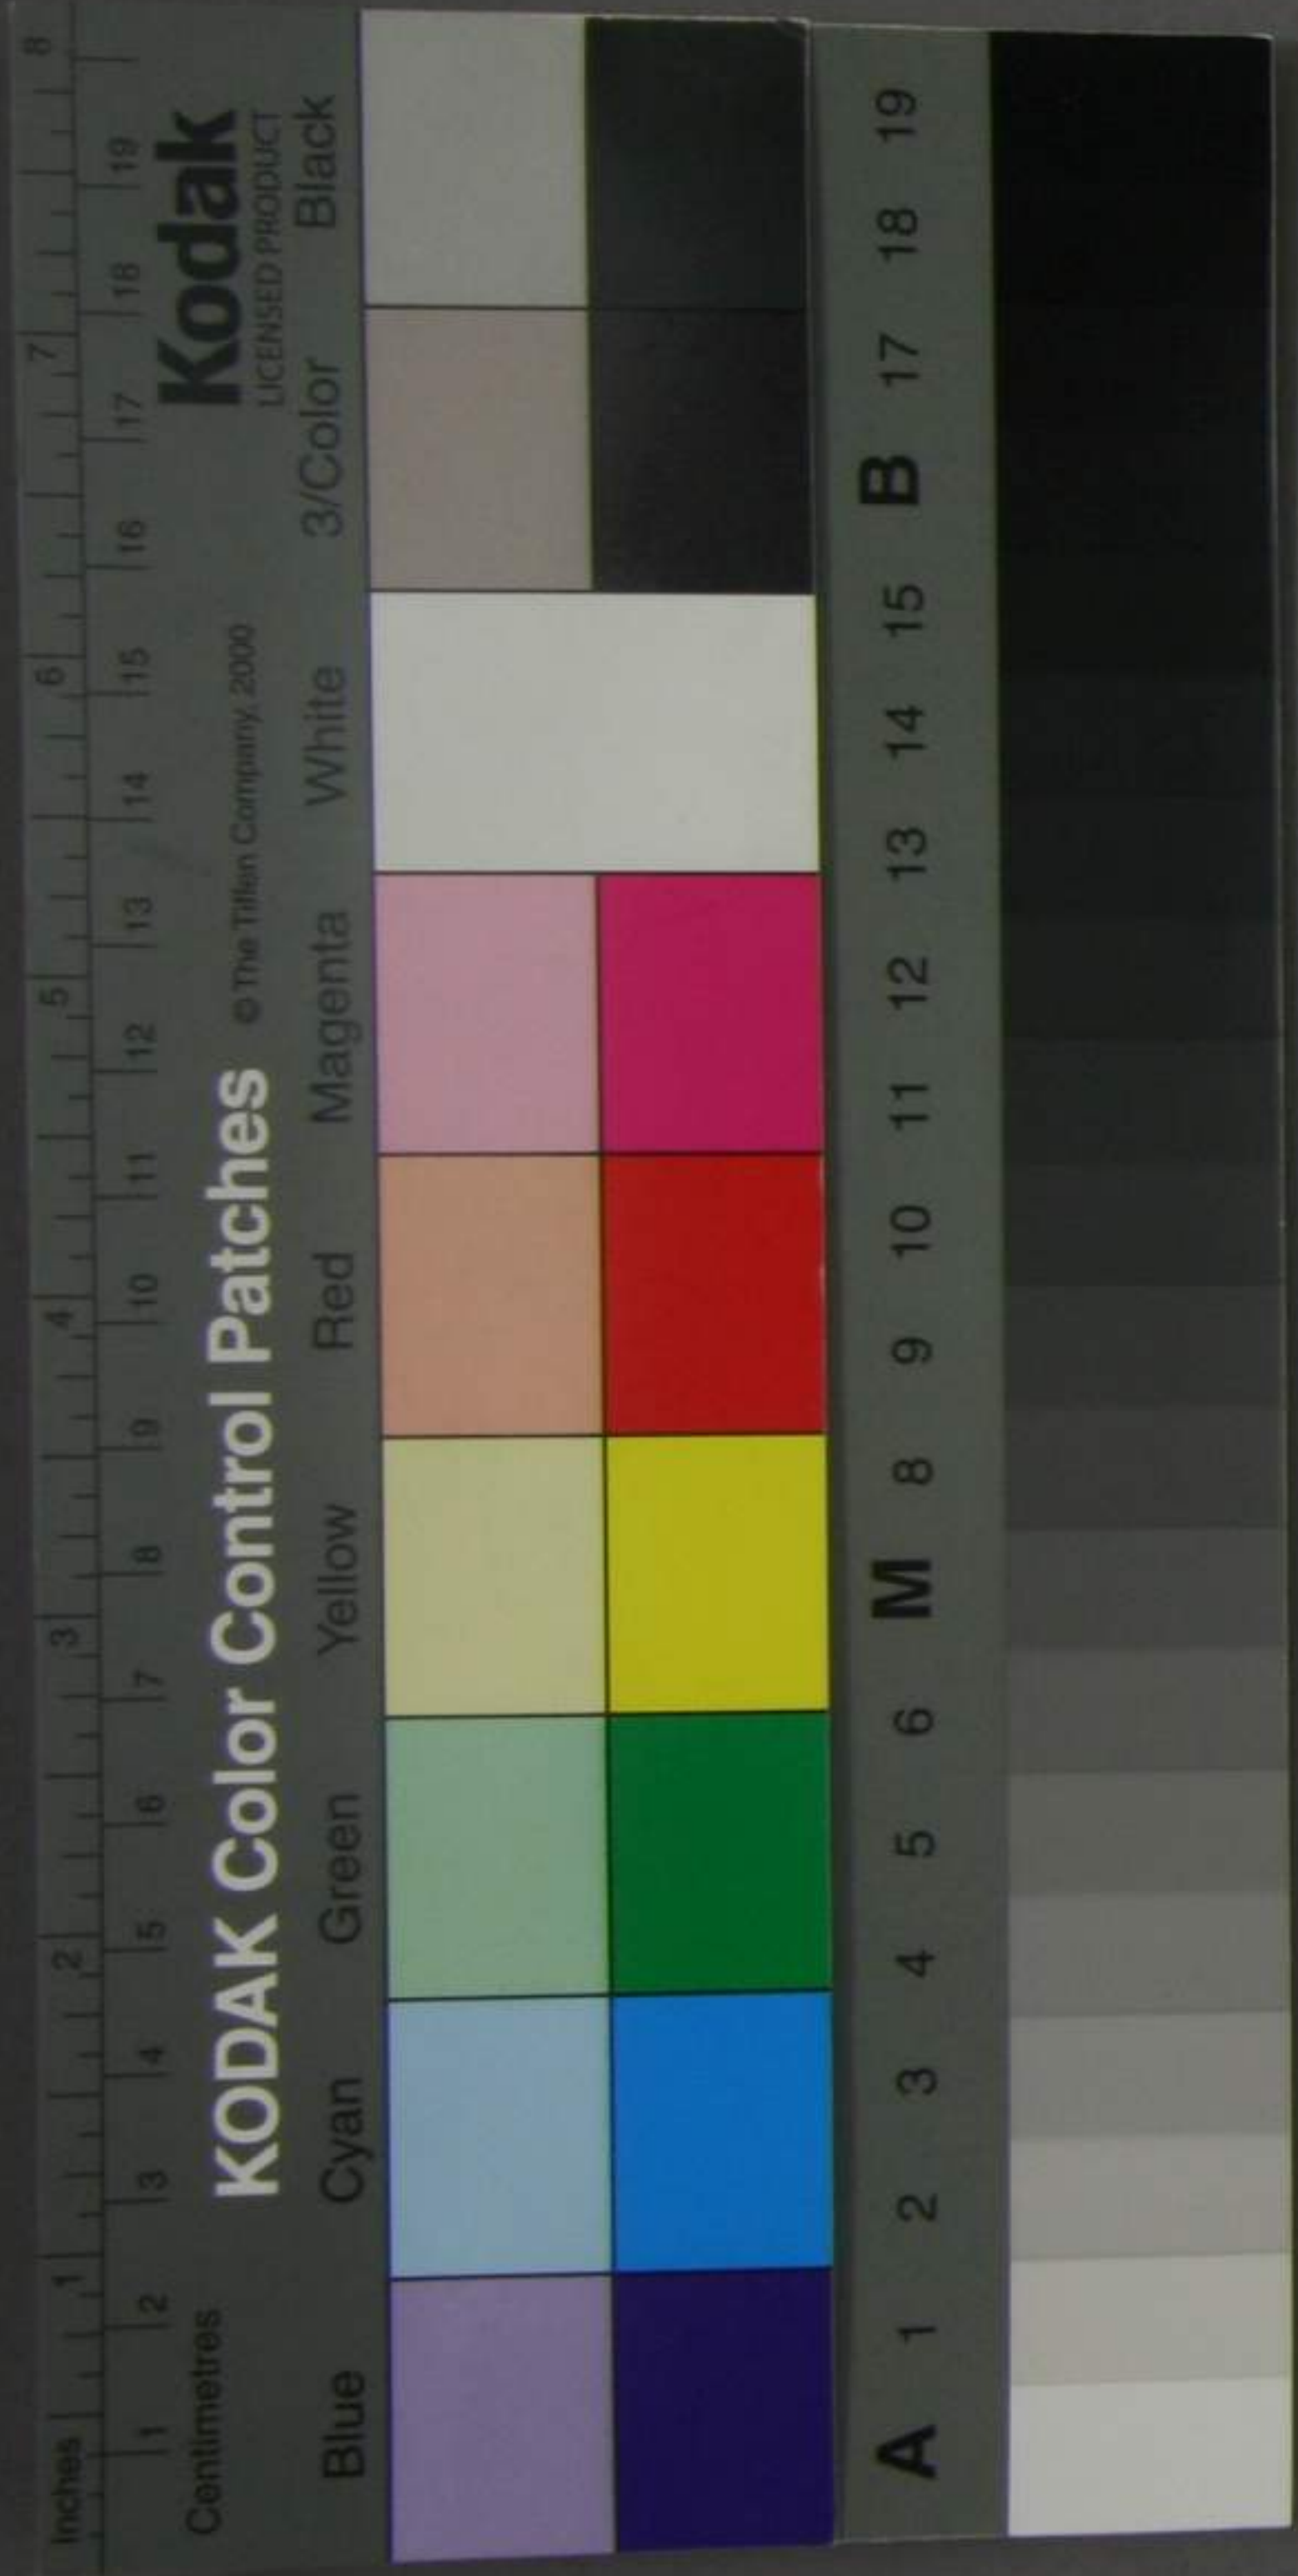 Inches 1 2 3 4 5 6 7 8
1 2 3 4 5 6 7 8 9 10 11 12 13 14 15 16 17 18 19
Centimetres
KODAK Color Control Patches © The Tiffen Company, 2000
Kodak
LICENSED PRODUCT
Blue Cyan Green Yellow Red Magenta White 3/Color Black
A 1 2 3 4 5 6 M 8 9 10 11 12 13 14 15 B 17 18 19